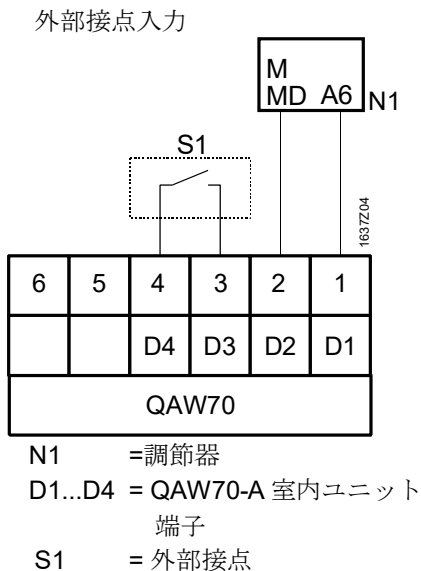 外部接点入力
M
MD A6 N1
S1
1637Z04
6 5 4 3 2 1
D4 D3 D2 D1
QAW70
N1 =調節器
D1...D4 = QAW70-A 室内ユニット
端子
S1 = 外部接点